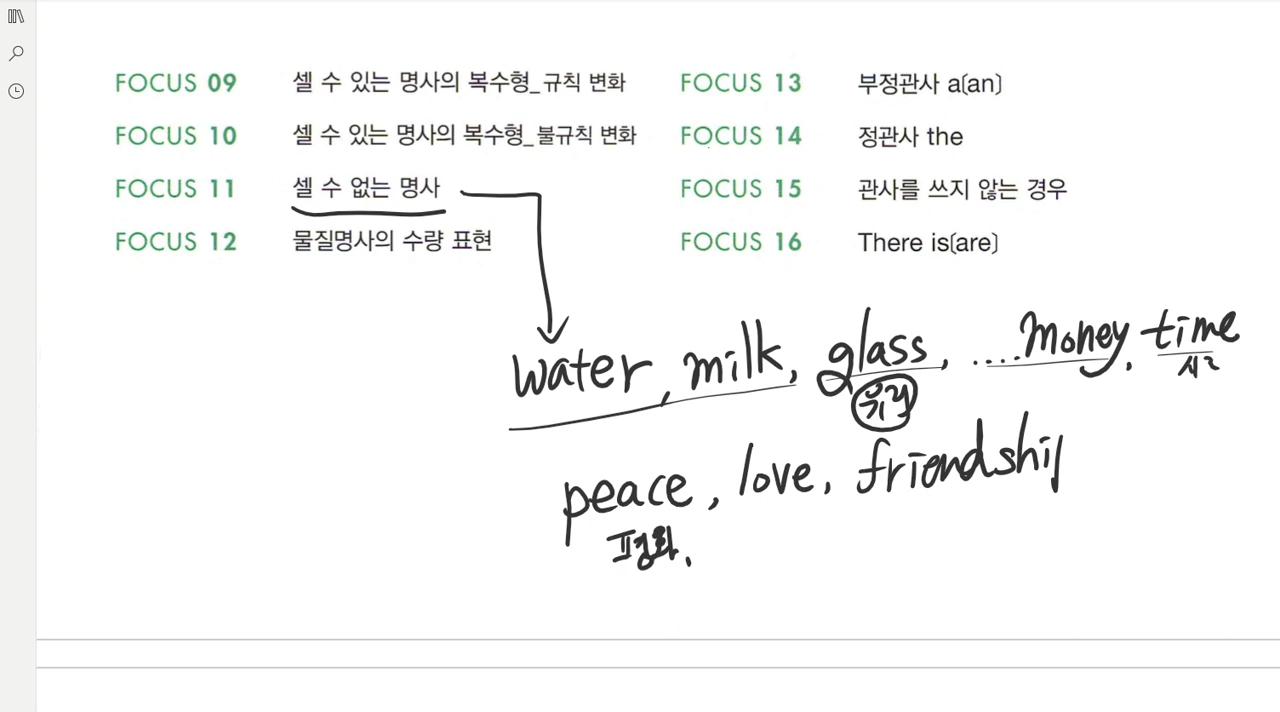 FOCUS 09 셀 수 있는 명사의 복수형_규칙 변화
FOCUS 10 셀 수 있는 명사의 복수형_불규칙 변화
FOCUS 11 셀 수 없는 명사
FOCUS 12 물질명사의 수량 표현
FOCUS 13 부정관사 a(an)
FOCUS 14 정관사 the
FOCUS 15 관사를 쓰지 않는 경우
FOCUS 16 There is(are)
water, milk, glass, ....Money, time
유리
peace, love, friendship
평화.